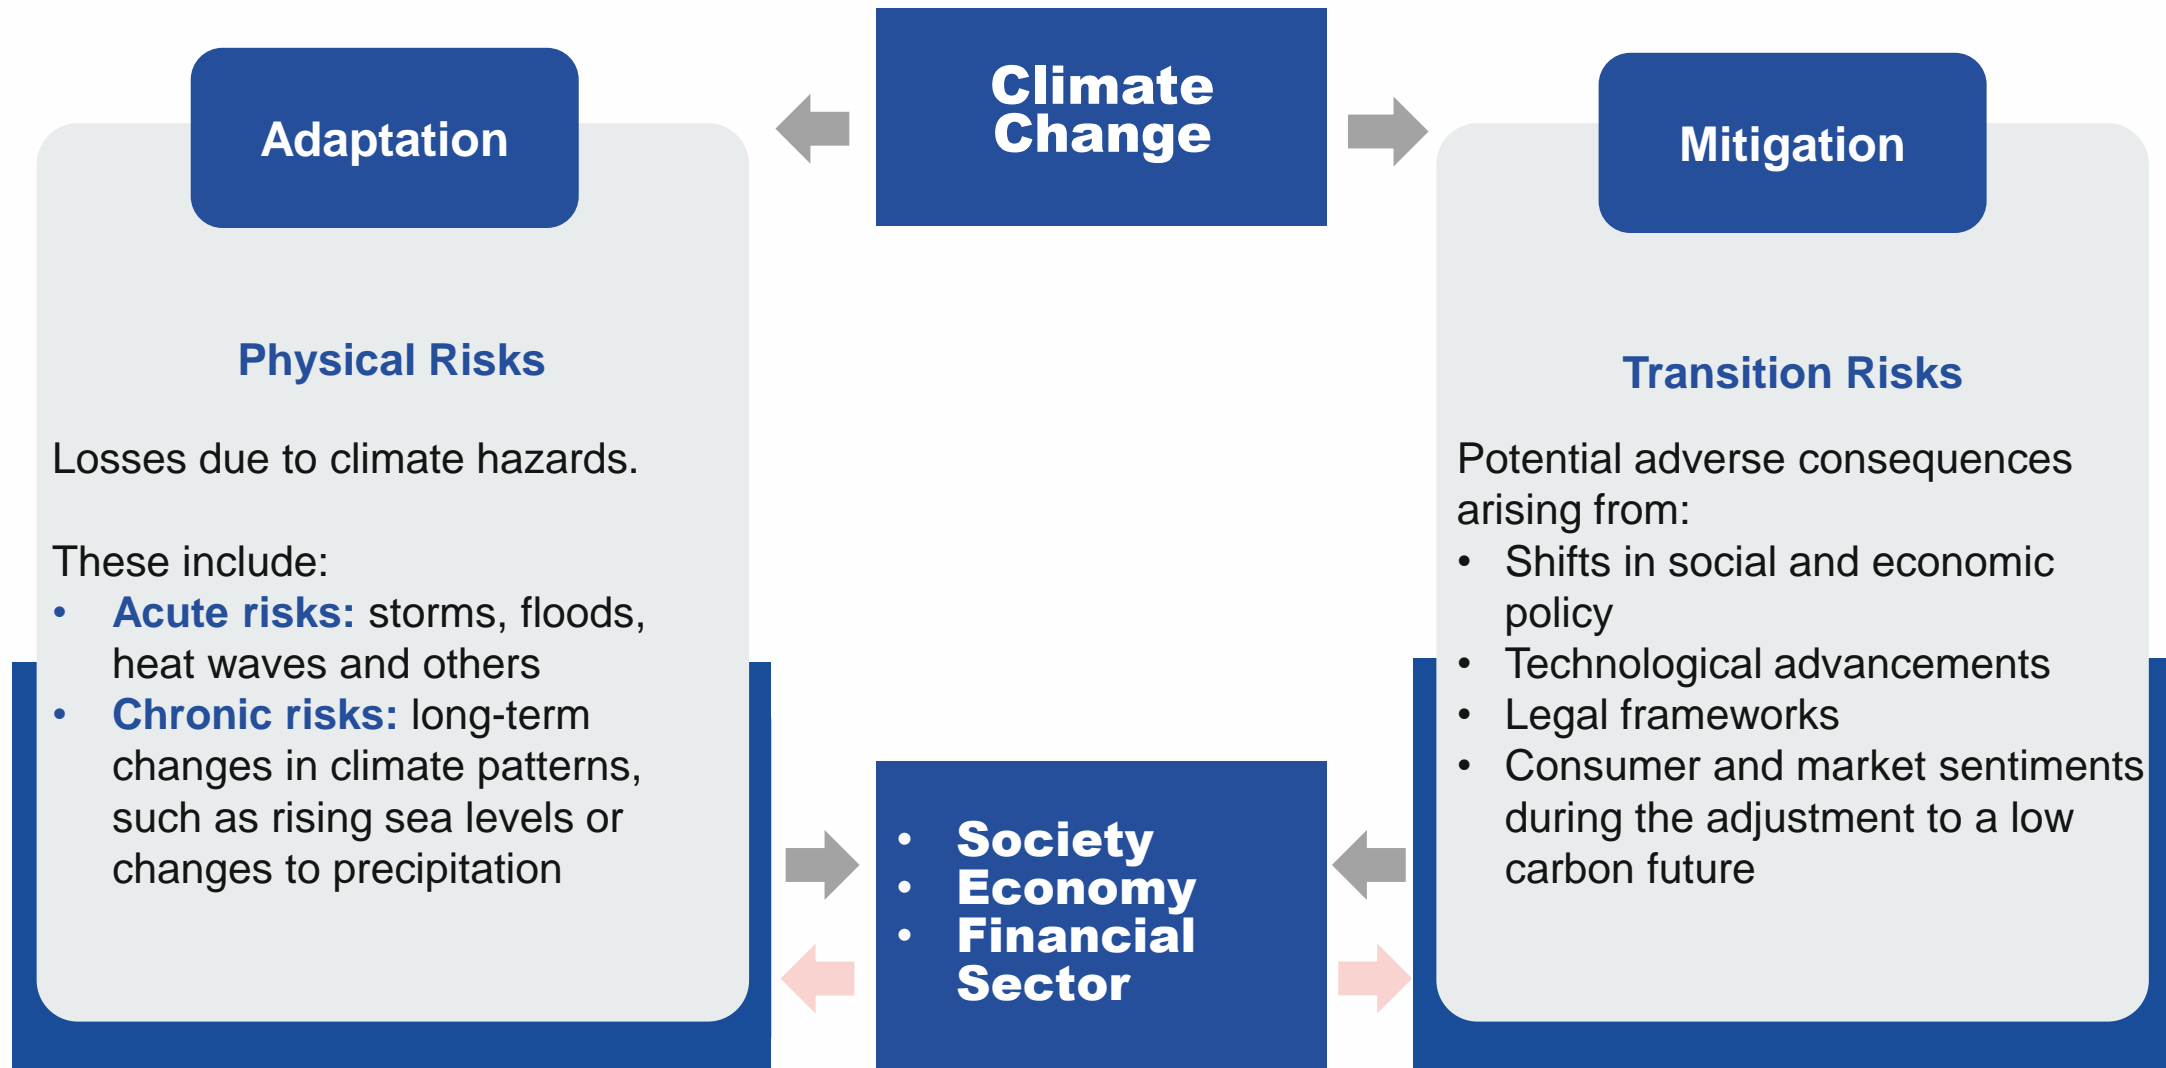 Climate
Change
Adaptation
Physical Risks
Losses due to climate hazards.
These include:
• Acute risks: storms, floods,
heat waves and others
• Chronic risks: long-term
changes in climate patterns,
such as rising sea levels or
changes to precipitation
Mitigation
Transition Risks
Potential adverse consequences
arising from:
• Shifts in social and economic
policy
• Technological advancements
• Legal frameworks
• Consumer and market sentiments
during the adjustment to a low
carbon future
• Society
• Economy
• Financial
Sector